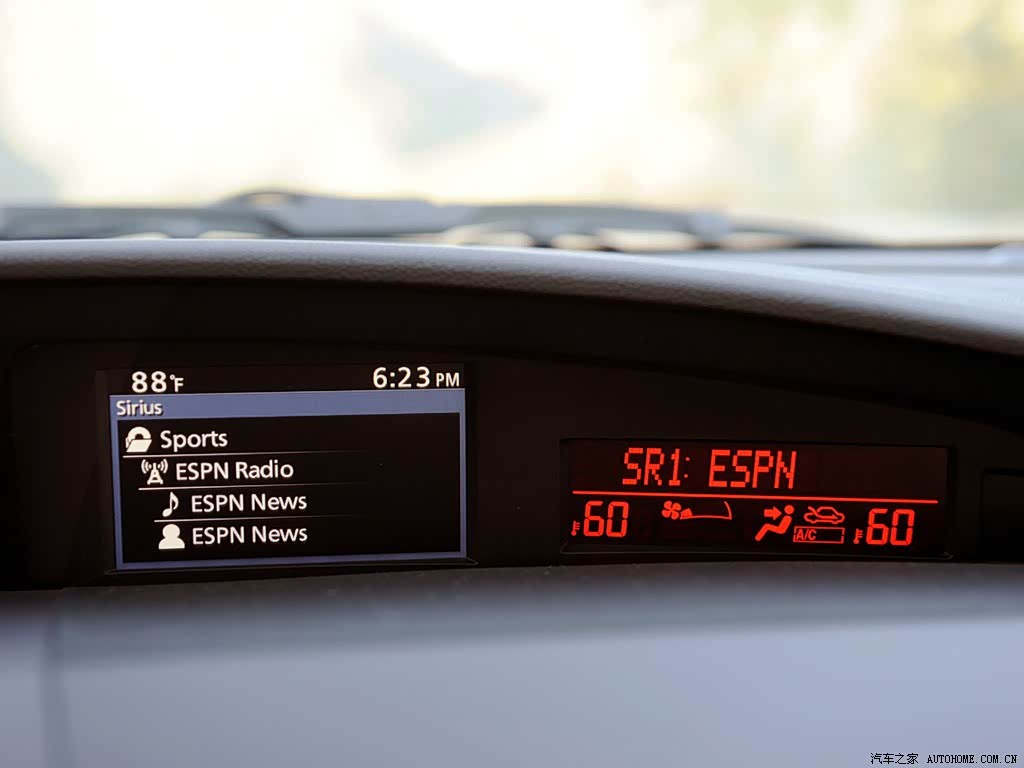 88°F 6:23 PM
Sirius
Sports
ESPN Radio
ESPN News
ESPN News
SR1: ESPN
60 A/C 60
汽车之家 AUTOHOME.COM.CN